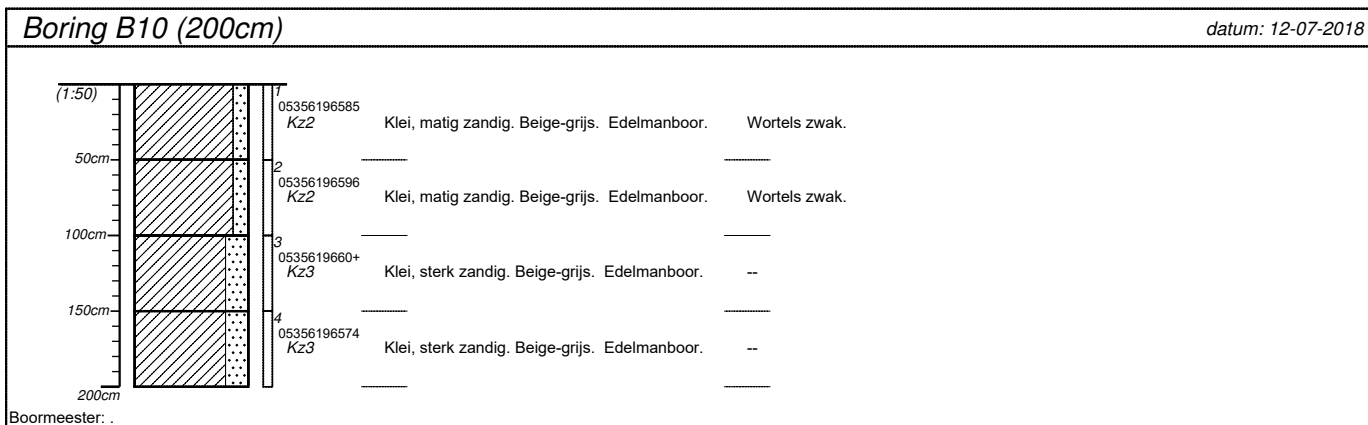 Boring B10 (200cm) datum: 12-07-2018
(1:50)
1
05356196585
Kz2 Klei, matig zandig. Beige-grijs. Edelmanboor. Wortels zwak.
50cm
2
05356196596
Kz2 Klei, matig zandig. Beige-grijs. Edelmanboor. Wortels zwak.
100cm
3
0535619660+
Kz3 Klei, sterk zandig. Beige-grijs. Edelmanboor. --
150cm
4
05356196574
Kz3 Klei, sterk zandig. Beige-grijs. Edelmanboor. --
200cm
Boormeester: .